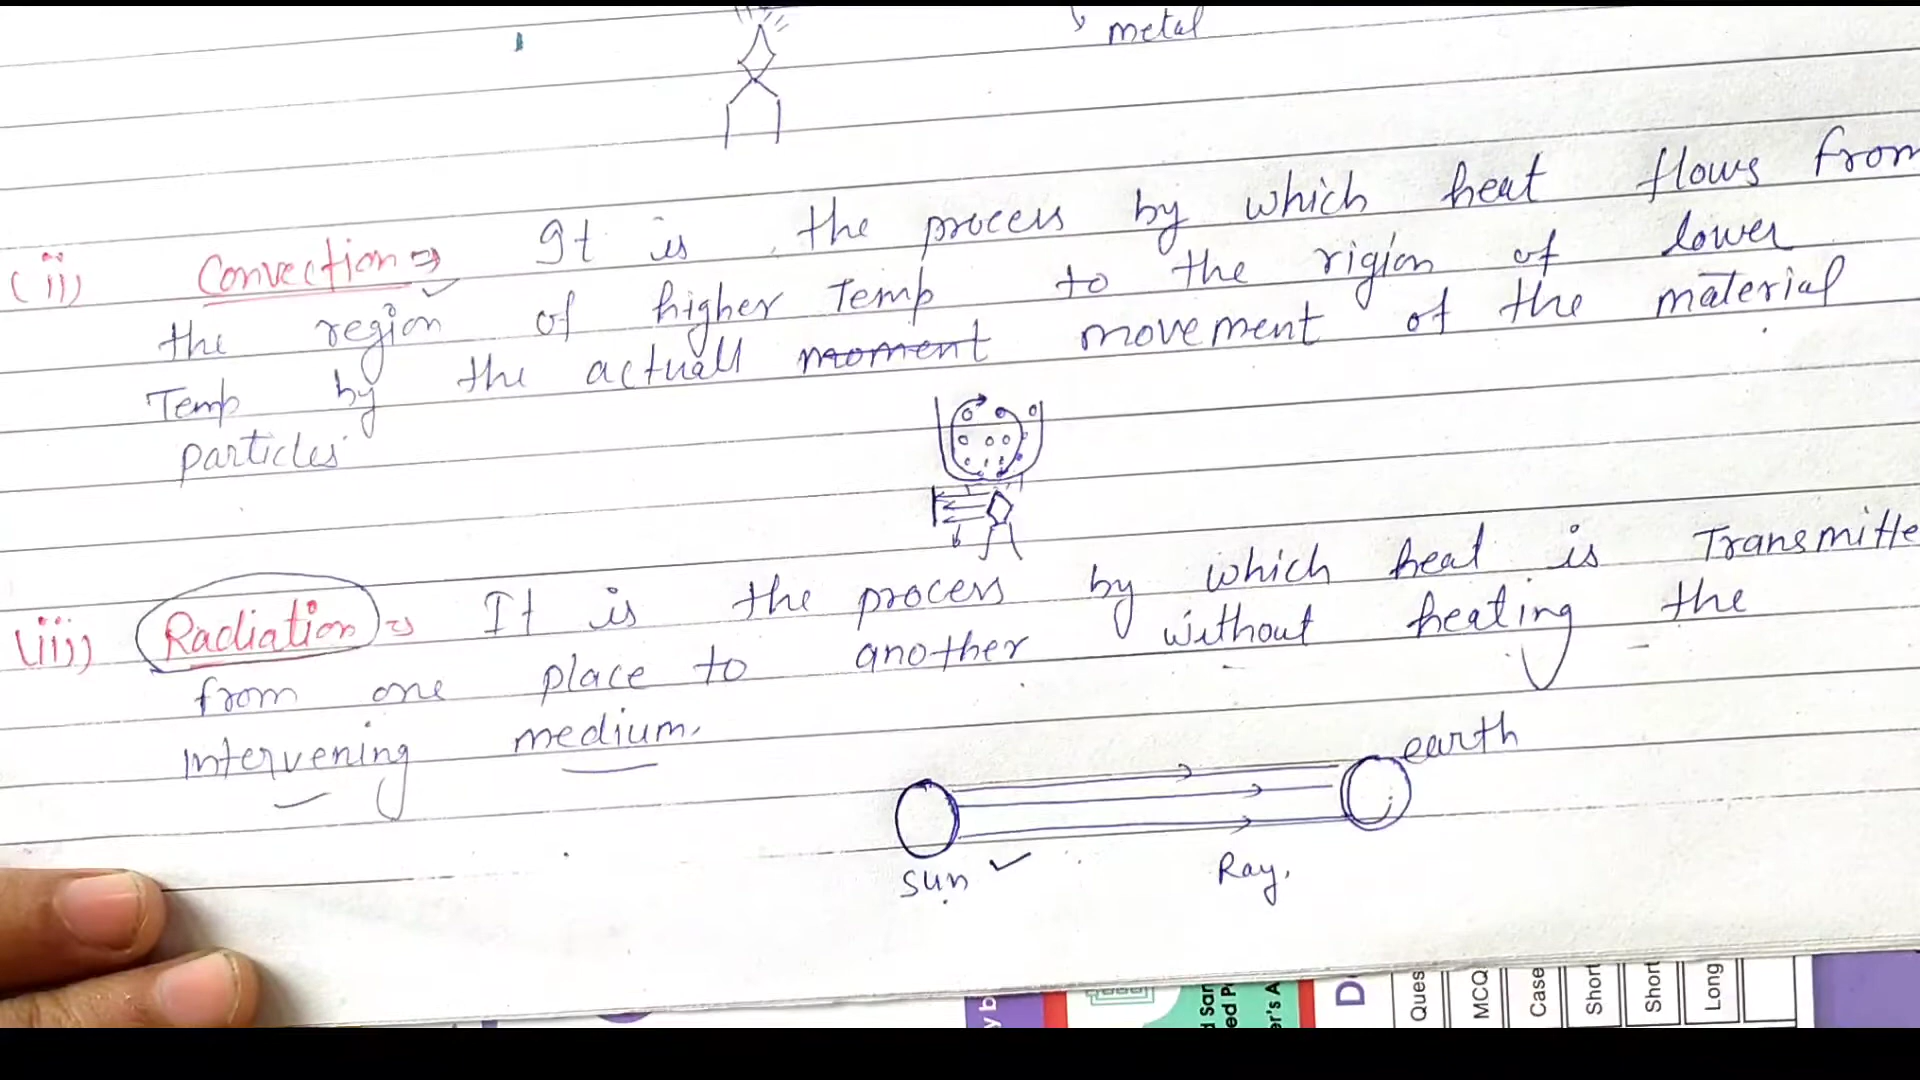 metal
(ii) Convection ⇒ It is the process by which heat flows from
the region of higher Temp to the rigion of lower
Temp by the actuall moment movement of the material
particles
(iii) Radiation ⇒ It is the process by which heat is Transmitte
from one place to another without heating the
intervening medium.
earth
Sun
Ray,
y b
d Sar
ed P
er's A
D
Ques
MCQ
Case
Short
Short
Long